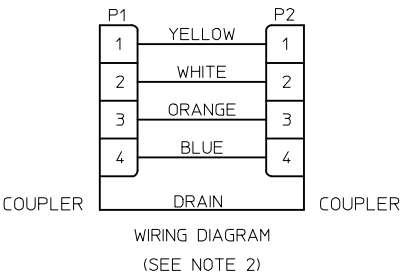 P1 P2
1 YELLOW 1
2 WHITE 2
3 ORANGE 3
4 BLUE 4
COUPLER DRAIN COUPLER
WIRING DIAGRAM
(SEE NOTE 2)